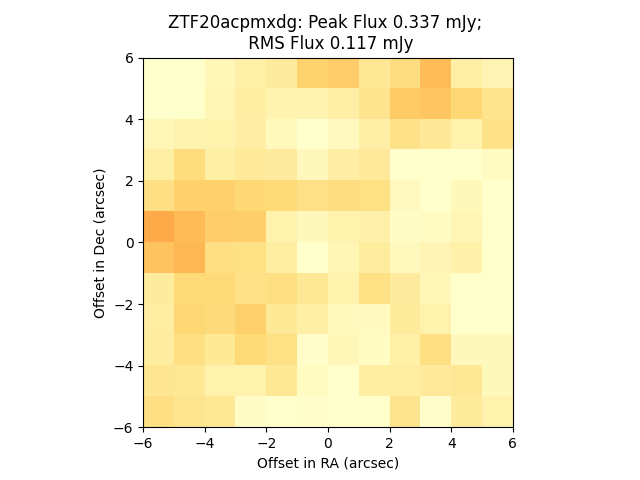 ZTF20acpmxdg: Peak Flux 0.337 mJy;
RMS Flux 0.117 mJy
6
4
2
0
−2
−4
−6
Offset in Dec (arcsec)
−6 −4 −2 0 2 4 6
Offset in RA (arcsec)